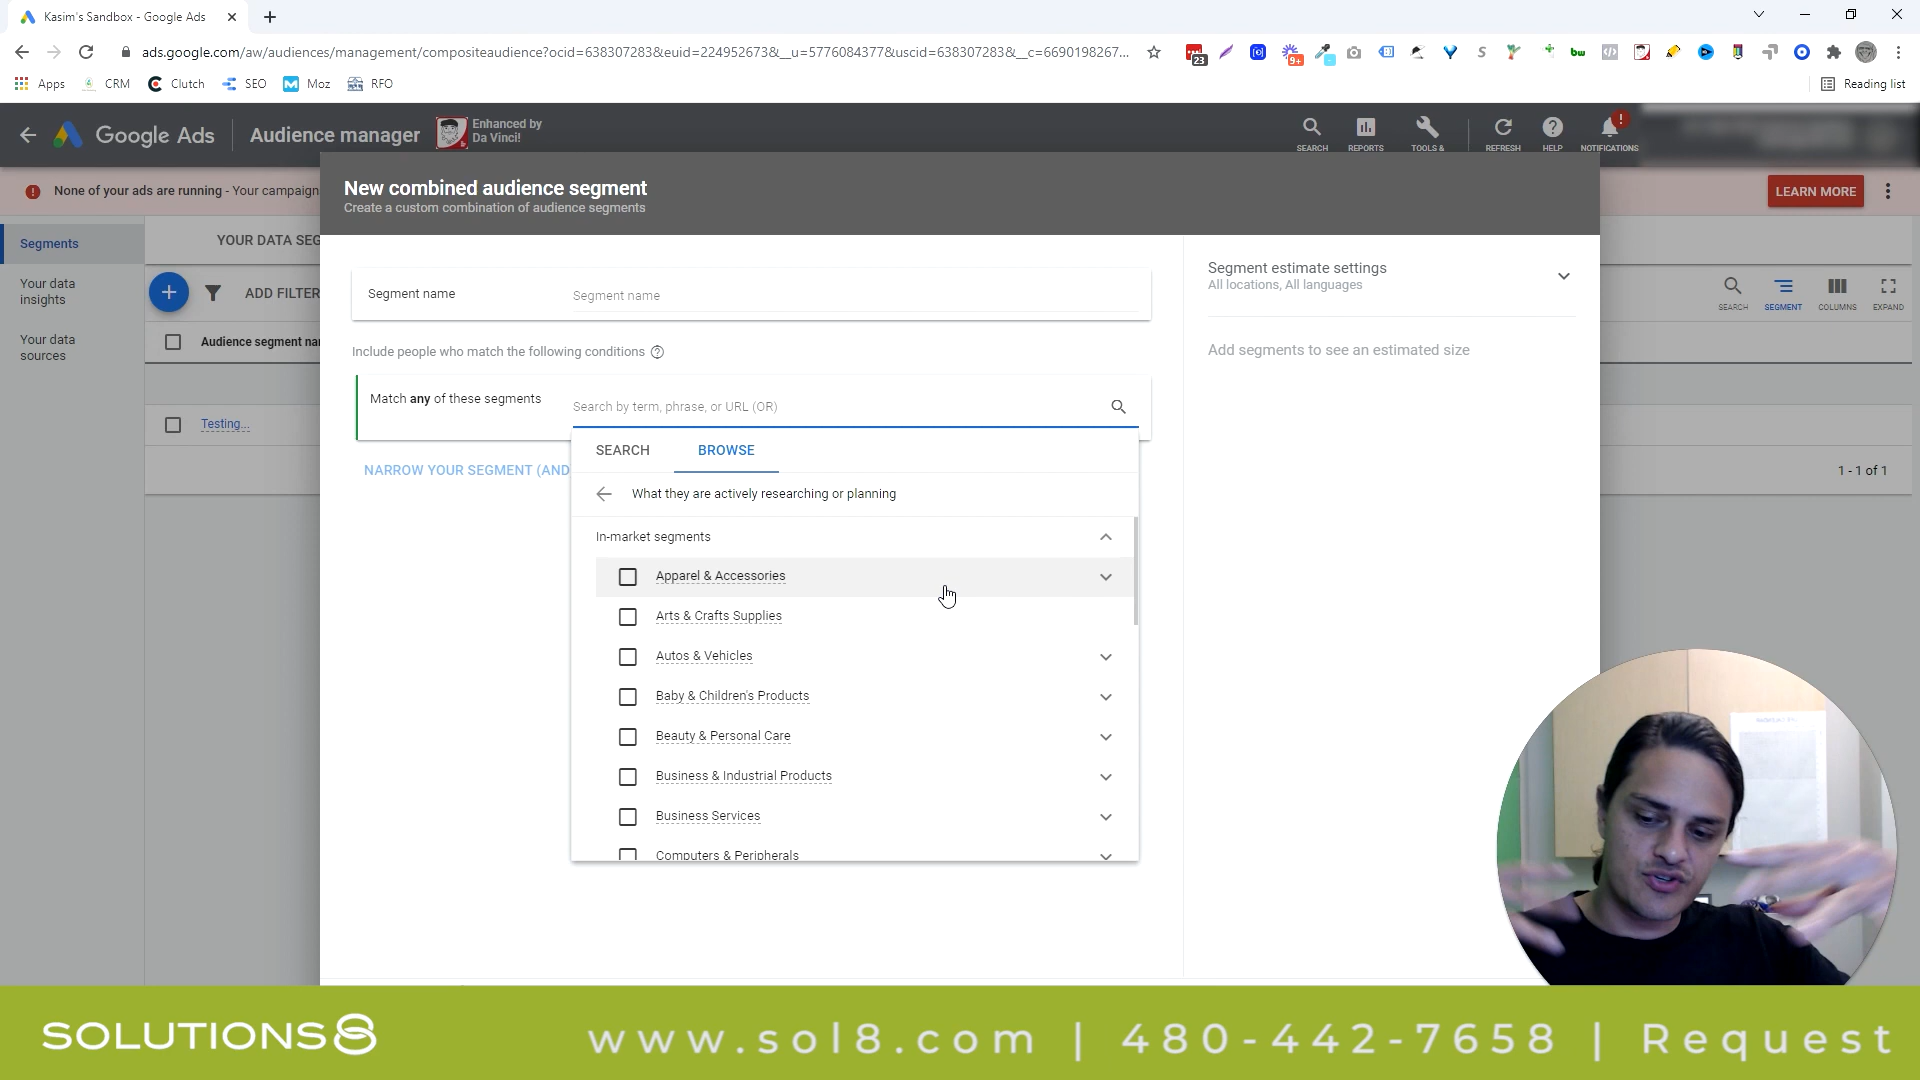 Kasim's Sandbox - Google Ads
ads.google.com/aw/audiences/management/compositeaudience?ocid=638307283&euid=224952673&__u=5776084377&uscid=638307283&__c=6690198267...
23
9+
bw
Apps
CRM
Clutch
SEO
Moz
RFO
Reading list
Google Ads
Audience manager
Enhanced by
Da Vinci!
SEARCH
REPORTS
TOOLS &
REFRESH
HELP
NOTIFICATIONS
None of your ads are running - Your campaign
LEARN MORE
New combined audience segment
Create a custom combination of audience segments
Segments
Your data
insights
Your data
sources
YOUR DATA SEG
ADD FILTER
SEARCH
SEGMENT
COLUMNS
EXPAND
Audience segment na
Testing...
1 - 1 of 1
Segment name
Segment name
Include people who match the following conditions
Match any of these segments
Search by term, phrase, or URL (OR)
NARROW YOUR SEGMENT (AND
SEARCH
BROWSE
What they are actively researching or planning
In-market segments
Apparel & Accessories
Arts & Crafts Supplies
Autos & Vehicles
Baby & Children's Products
Beauty & Personal Care
Business & Industrial Products
Business Services
Computers & Peripherals
Segment estimate settings
All locations, All languages
Add segments to see an estimated size
SOLUTIONS8
www.sol8.com | 480-442-7658 | Request